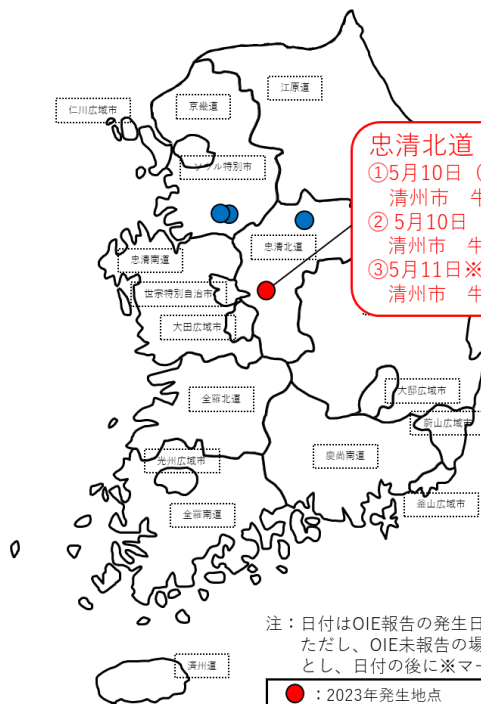 江原道
京畿道
仁川広域市
ソウル特別市
忠清北道
①5月10日（
清州市 牛
② 5月10日
清州市 牛
③5月11日※
清州市 牛
忠清北道
忠清南道
世宗特別自治市
大田広域市
大邱広域市
全羅北道
蔚山広域市
慶尚南道
光州広域市
釜山広域市
全羅南道
注：日付はOIE報告の発生日
ただし、OIE未報告の場
とし、日付の後に※マー
済州道
：2023年発生地点